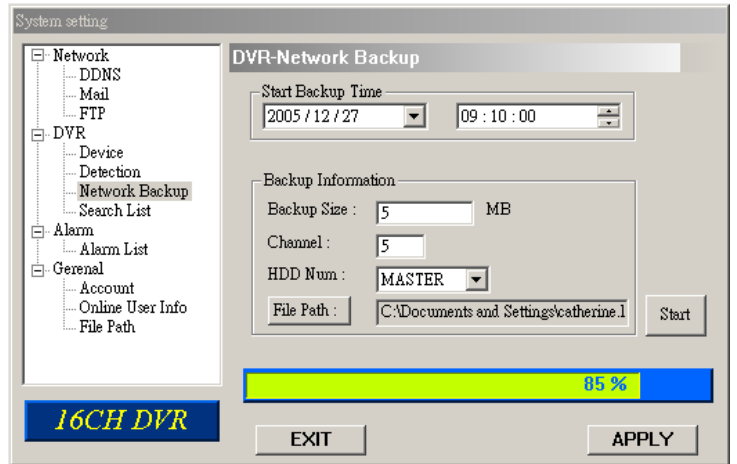 System setting
Network
DDNS
Mail
FTP
DVR
Device
Detection
Network Backup
Search List
Alarm
Alarm List
Gerenal
Account
Online User Info
File Path
16CH DVR
DVR-Network Backup
Start Backup Time
2005 / 12 / 27 09 : 10 : 00
Backup Information
Backup Size : 5 MB
Channel : 5
HDD Num : MASTER
File Path : C:\Documents and Settings\catherine.l
Start
85 %
EXIT APPLY